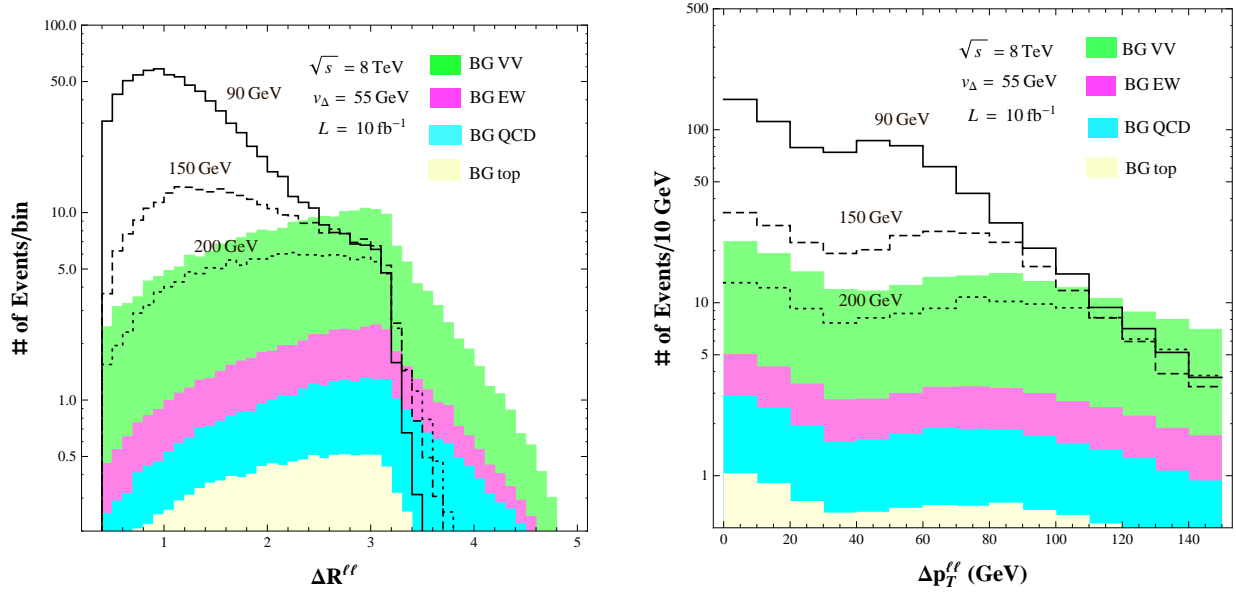 100.0
50.0
10.0
5.0
1.0
0.5
# of Events/bin
√s = 8 TeV
v_Δ = 55 GeV
L = 10 fb⁻¹
BG VV
BG EW
BG QCD
BG top
90 GeV
150 GeV
200 GeV
1 2 3 4 5
ΔR^ℓℓ
500
100
50
10
5
1
# of Events/10 GeV
√s = 8 TeV
v_Δ = 55 GeV
L = 10 fb⁻¹
BG VV
BG EW
BG QCD
BG top
90 GeV
150 GeV
200 GeV
0 20 40 60 80 100 120 140
Δp_T^ℓℓ (GeV)